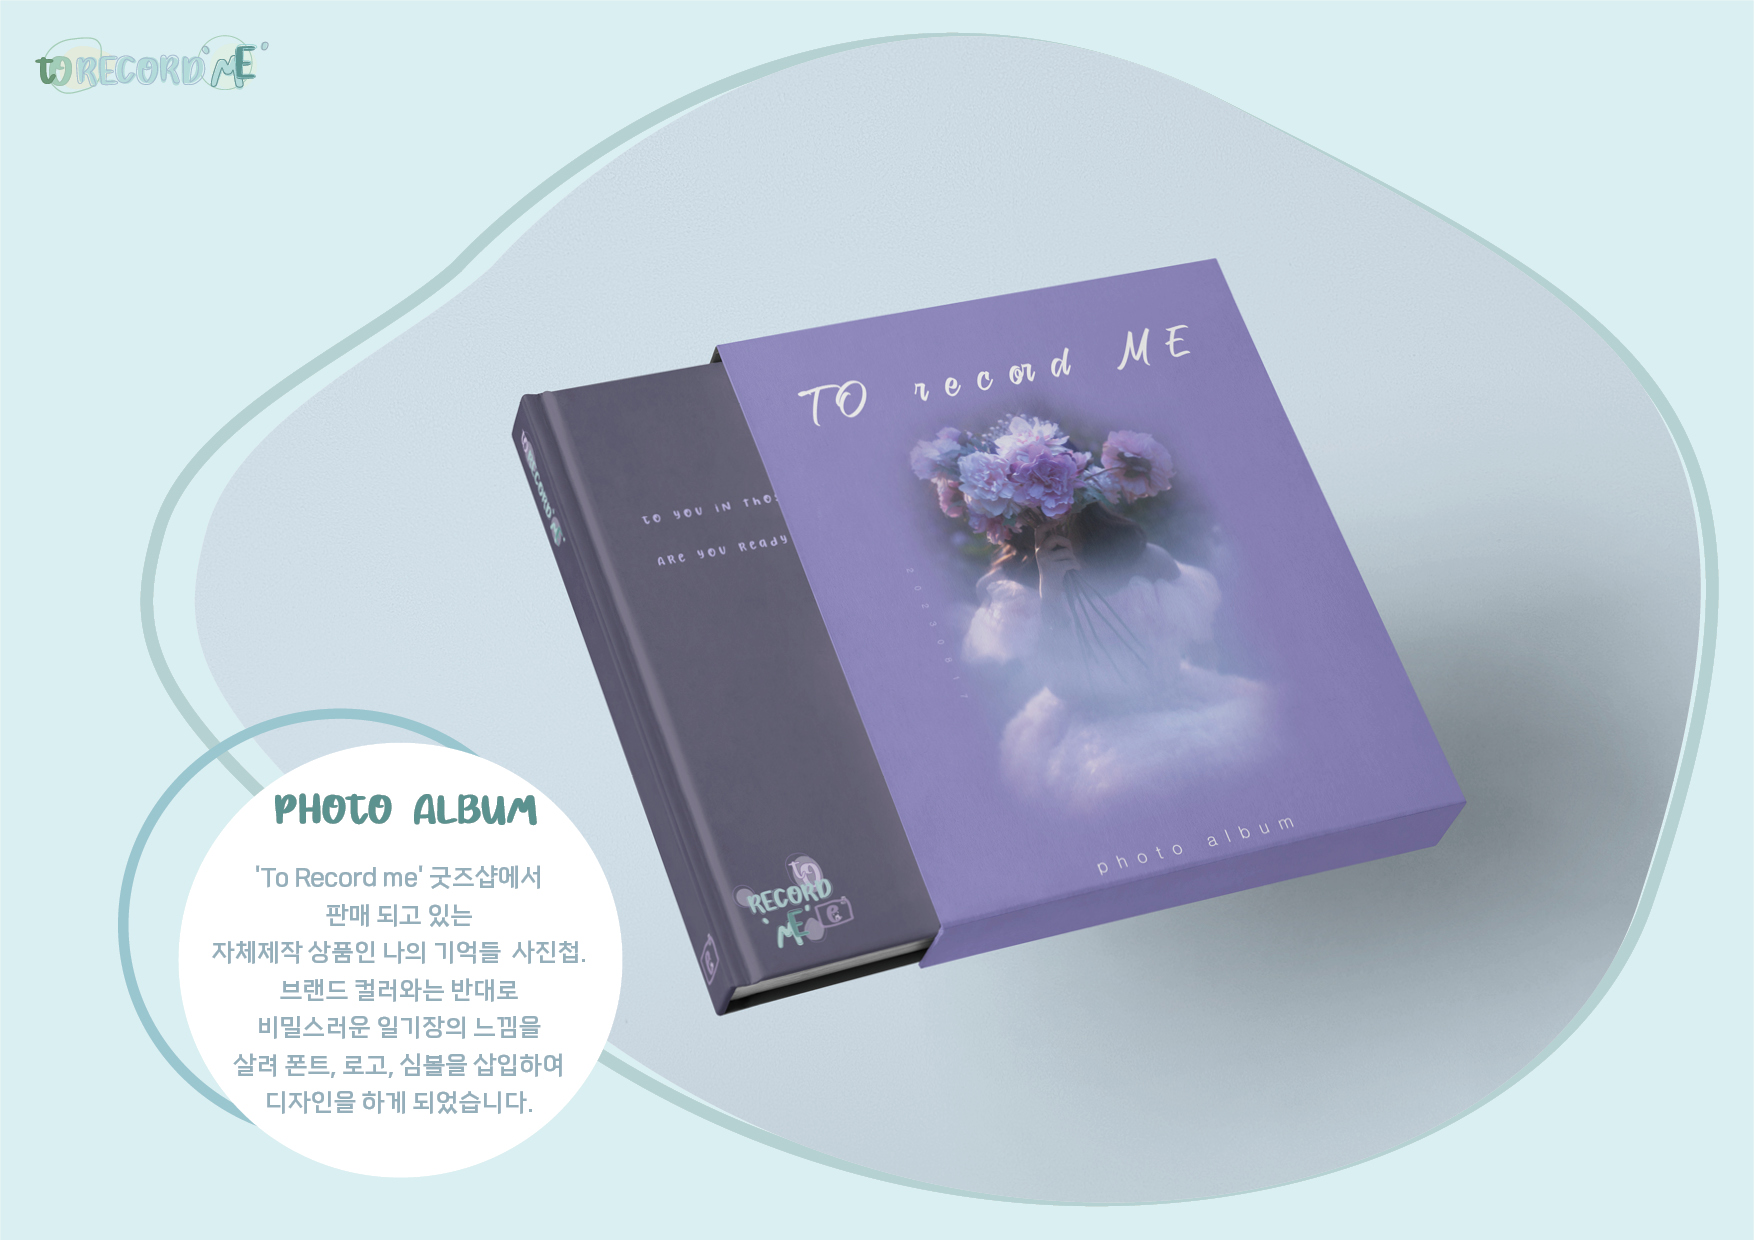 to RECORD 'ME'
TO record ME
to RECORD 'ME'
to you in tho
are you ready
photo album
to
RECORD
'ME'
PHOTO ALBUM
'To Record me' 굿즈샵에서
판매 되고 있는
자체제작 상품인 나의 기억들 사진첩.
브랜드 컬러와는 반대로
비밀스러운 일기장의 느낌을
살려 폰트, 로고, 심볼을 삽입하여
디자인을 하게 되었습니다.